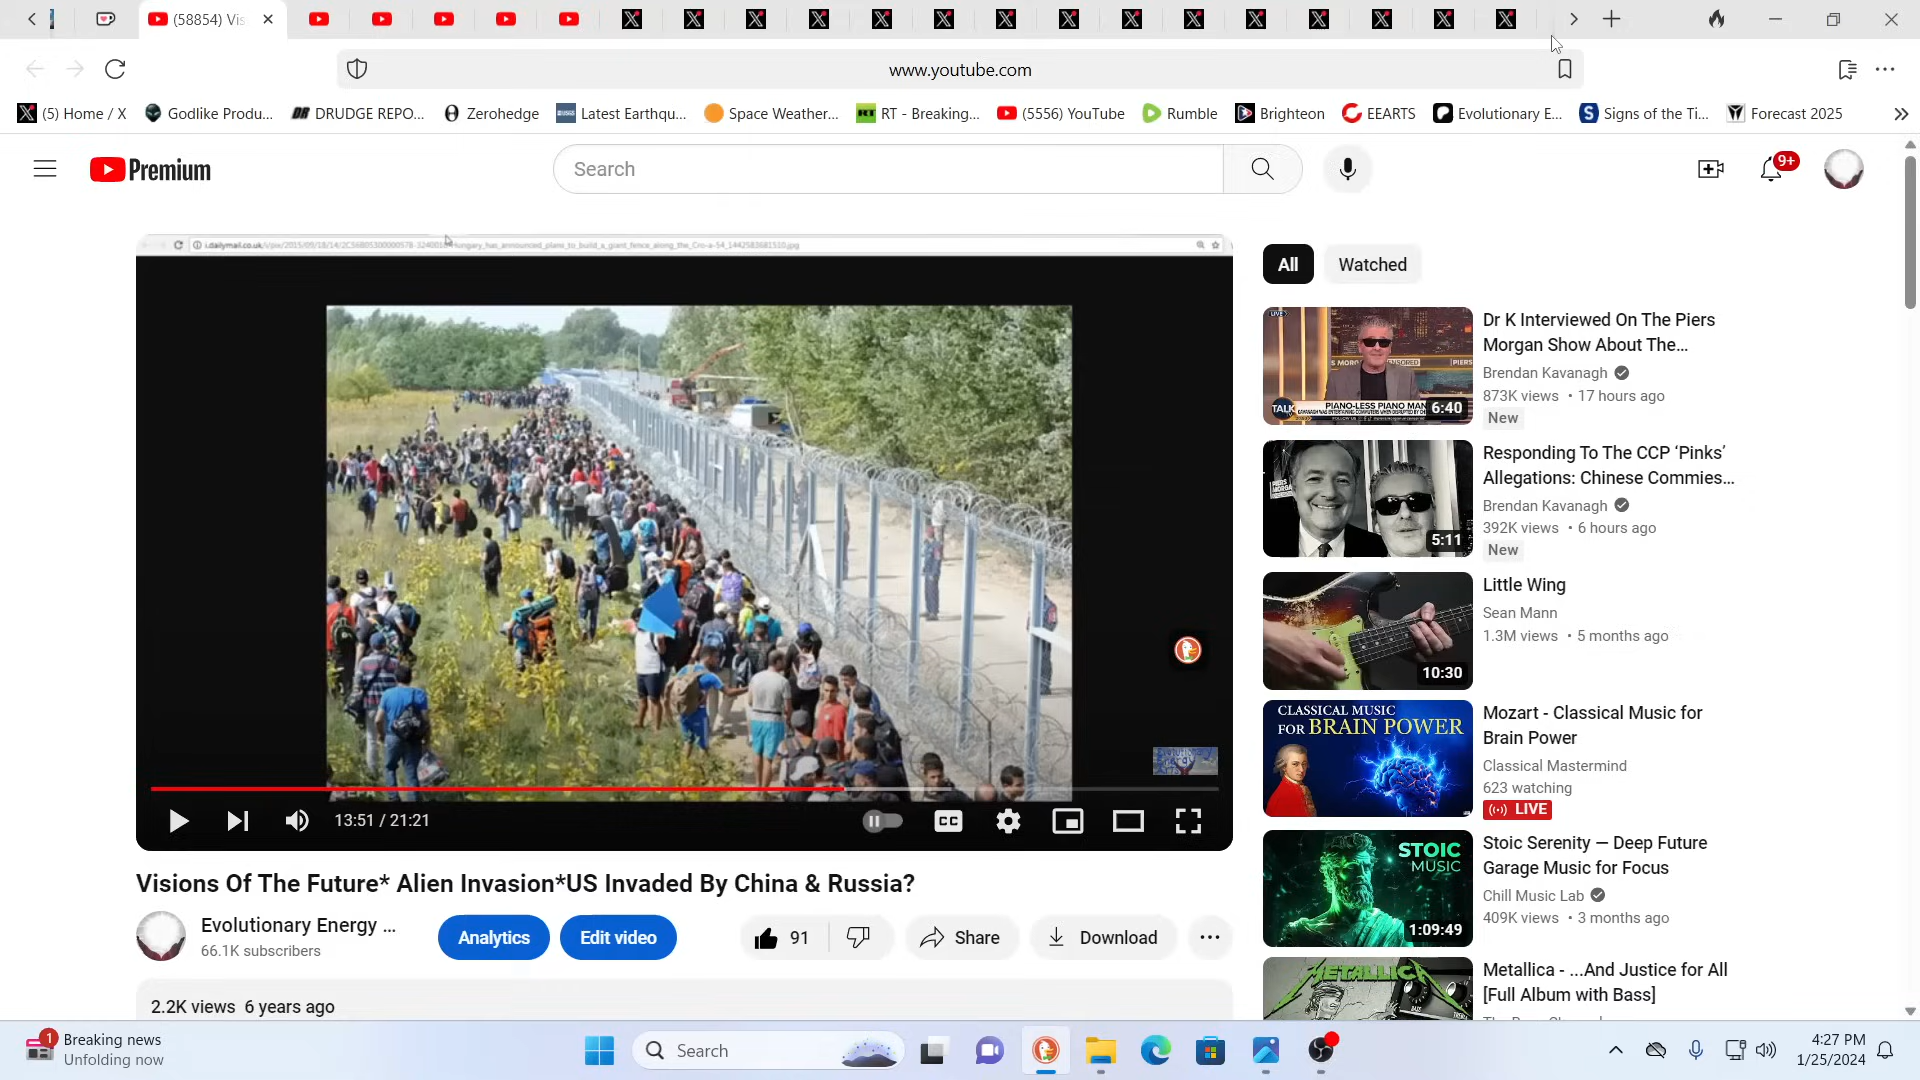 (58854) Vis
www.youtube.com
(5) Home / X
Godlike Produ...
DRUDGE REPO...
Zerohedge
Latest Earthqu...
Space Weather...
RT - Breaking...
(5556) YouTube
Rumble
Brighteon
EEARTS
Evolutionary E...
Signs of the Ti...
Forecast 2025
Premium
Search
9+
All
Watched
LIVE
PIANO-LESS PIANO MAN
TALK
6:40
Dr K Interviewed On The Piers
Morgan Show About The...
Brendan Kavanagh
873K views • 17 hours ago
New
5:11
Responding To The CCP ‘Pinks’
Allegations: Chinese Commies...
Brendan Kavanagh
392K views • 6 hours ago
New
10:30
Little Wing
Sean Mann
1.3M views • 5 months ago
CLASSICAL MUSIC
FOR BRAIN POWER
Mozart - Classical Music for
Brain Power
Classical Mastermind
623 watching
LIVE
STOIC
MUSIC
1:09:49
Stoic Serenity — Deep Future
Garage Music for Focus
Chill Music Lab
409K views • 3 months ago
METALLICA
Metallica - ...And Justice for All
[Full Album with Bass]
13:51 / 21:21
CC
Visions Of The Future* Alien Invasion*US Invaded By China & Russia?
Evolutionary Energy ...
66.1K subscribers
Analytics
Edit video
91
Share
Download
2.2K views 6 years ago
1
Breaking news
Unfolding now
Search
4:27 PM
1/25/2024